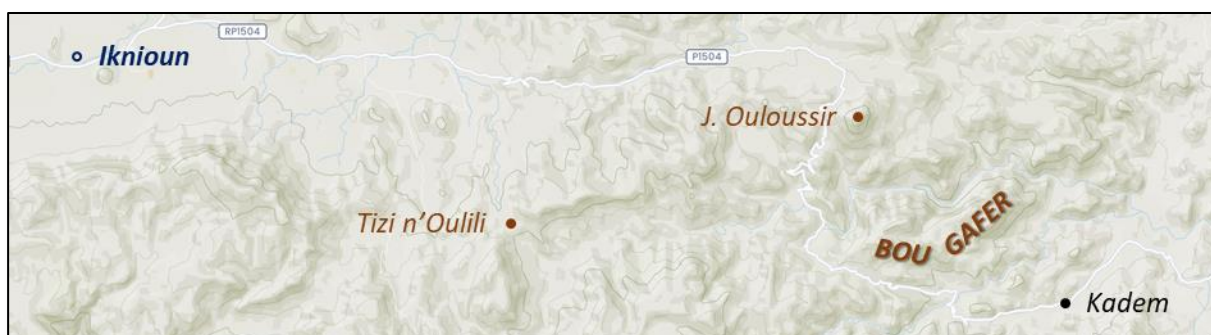 RP1504
Iknioun
P1504
J. Ouloussir
Tizi n’Oulili
BOU GAFER
Kadem